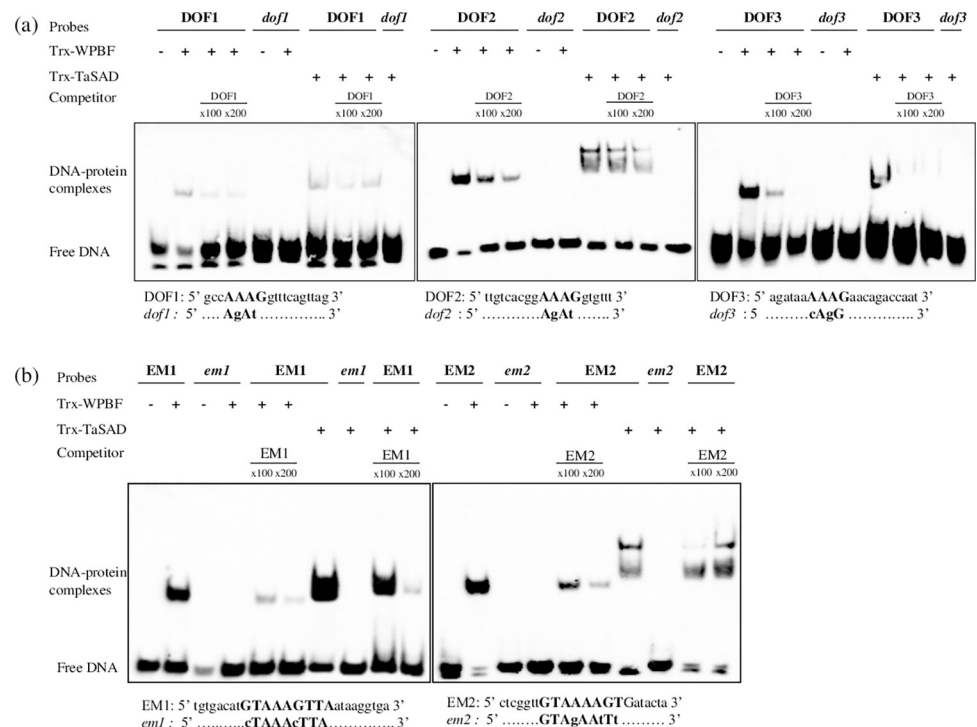 (a) Probes DOF1 dof1 DOF1 dof1 DOF2 dof2 DOF2 dof2 DOF3 dof3 DOF3 dof3
Trx-WPBF - + + + - + - + + + - + - + + + - +
Trx-TaSAD + + + + + + + + + + + +
Competitor DOF1 DOF1 DOF2 DOF2 DOF3 DOF3
x100 x200 x100 x200 x100 x200 x100 x200 x100 x200 x100 x200
DNA-protein
complexes
Free DNA
DOF1: 5’ gccAAAGgtttcagttag 3’ DOF2: 5’ ttgtcacggAAAGgtgttt 3’ DOF3: 5’ agataaAAAGaacagaccaat 3’
dof1 : 5’ .... AgAt .............. 3’ dof2 : 5’ ............AgAt ....... 3’ dof3 : 5 .........cAgG .............. 3’
(b) Probes EM1 em1 EM1 em1 EM1 EM2 em2 EM2 em2 EM2
Trx-WPBF - + - + + + - + - + + +
Trx-TaSAD + + + + + + + +
Competitor EM1 EM1 EM2 EM2
x100 x200 x100 x200 x100 x200 x100 x200
DNA-protein
complexes
Free DNA
EM1: 5’ tgtgacatGTAAAGTTAataaggtga 3’ EM2: 5’ ctcggttGTAAAAGTGatacta 3’
em1 : 5’ .........cTAAAcTTA............. 3’ em2 : 5’ ........GTAgAAtTt ......... 3’